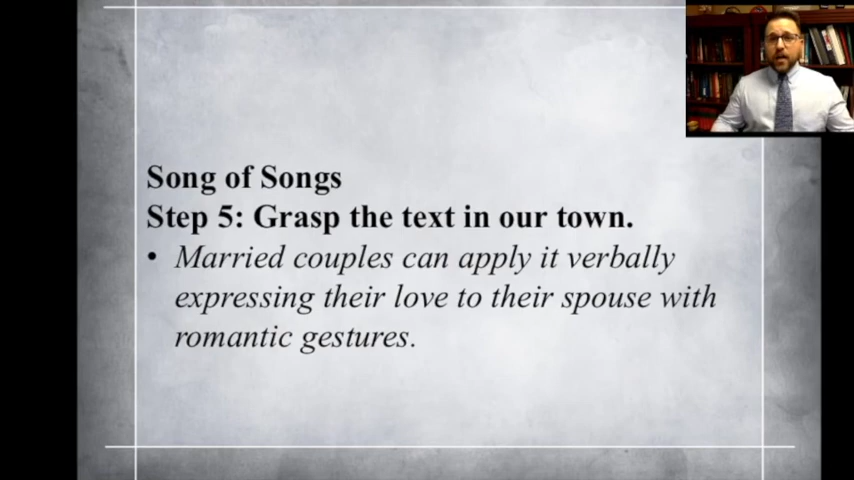 Song of Songs
Step 5: Grasp the text in our town.
• Married couples can apply it verbally
expressing their love to their spouse with
romantic gestures.